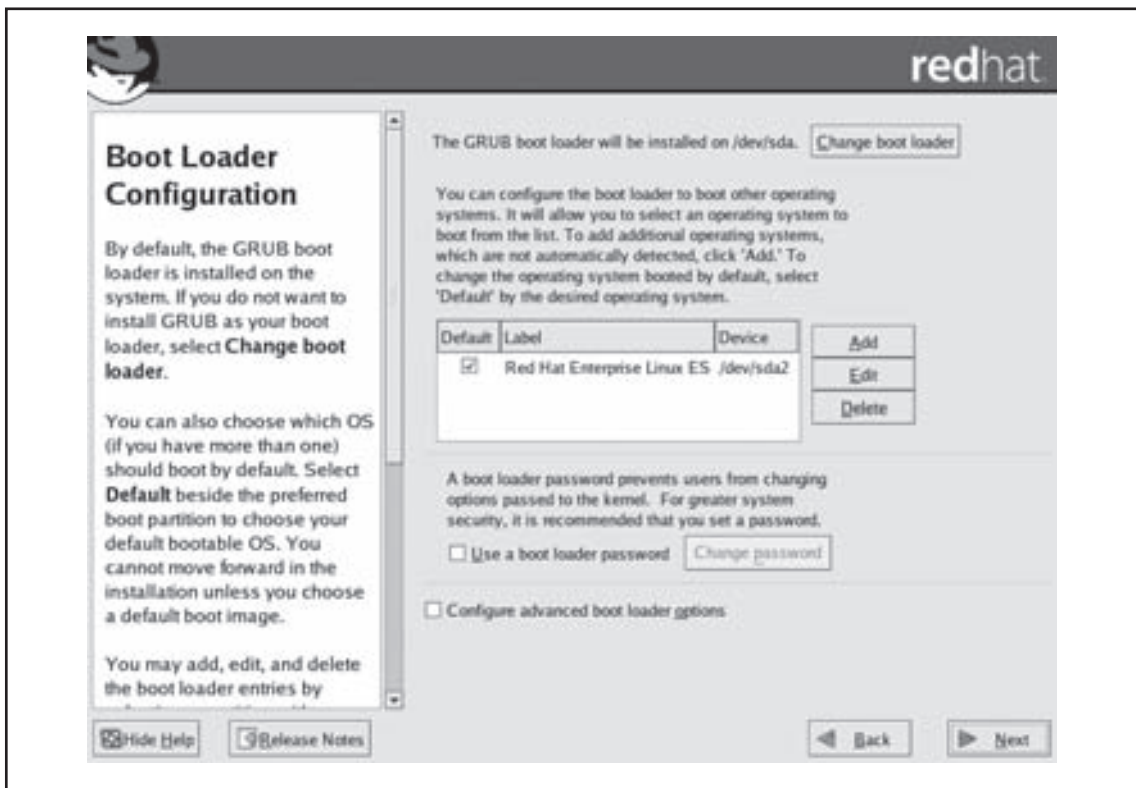 redhat
Boot Loader
Configuration
By default, the GRUB boot
loader is installed on the
system. If you do not want to
install GRUB as your boot
loader, select Change boot
loader.
You can also choose which OS
(if you have more than one)
should boot by default. Select
Default beside the preferred
boot partition to choose your
default bootable OS. You
cannot move forward in the
installation unless you choose
a default boot image.
You may add, edit, and delete
the boot loader entries by
The GRUB boot loader will be installed on /dev/sda. Change boot loader
You can configure the boot loader to boot other operating
systems. It will allow you to select an operating system to
boot from the list. To add additional operating systems,
which are not automatically detected, click 'Add.' To
change the operating system booted by default, select
'Default' by the desired operating system.
Default Label Device
Red Hat Enterprise Linux ES /dev/sda2
Add
Edit
Delete
A boot loader password prevents users from changing
options passed to the kernel. For greater system
security, it is recommended that you set a password.
Use a boot loader password Change password
Configure advanced boot loader options
Hide Help Release Notes Back Next